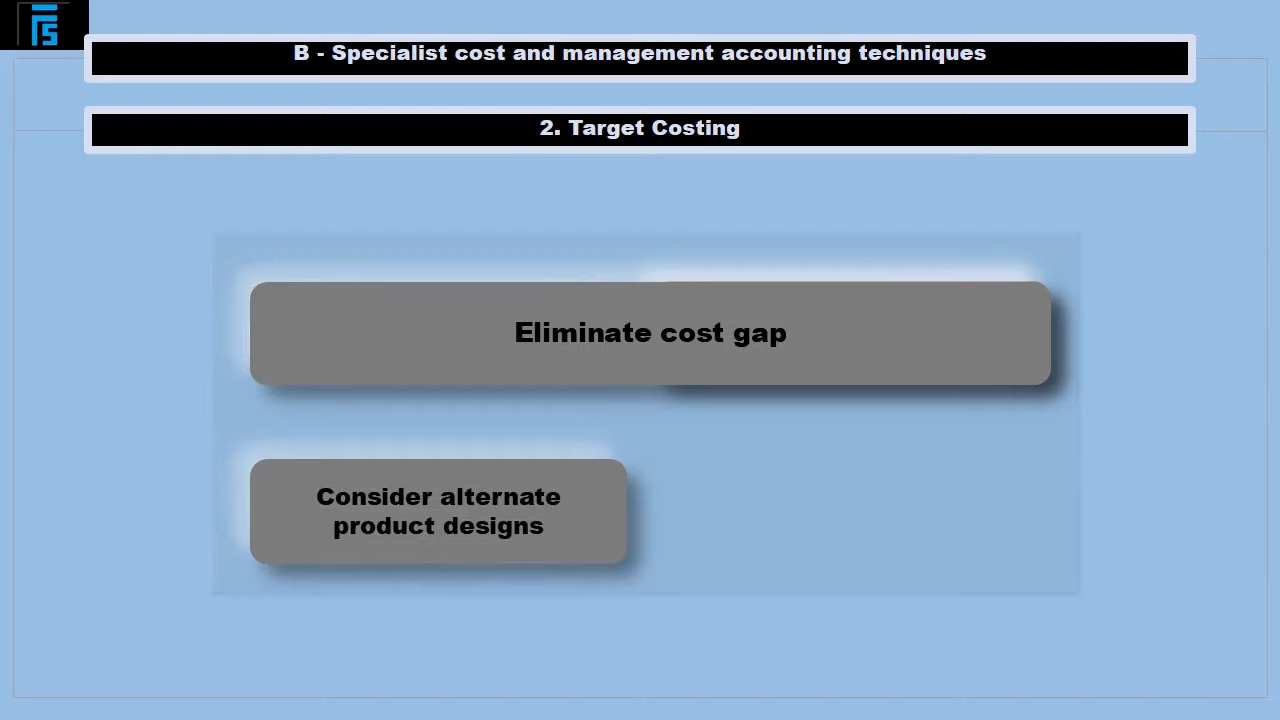 B - Specialist cost and management accounting techniques
2. Target Costing
Eliminate cost gap
Consider alternate
product designs